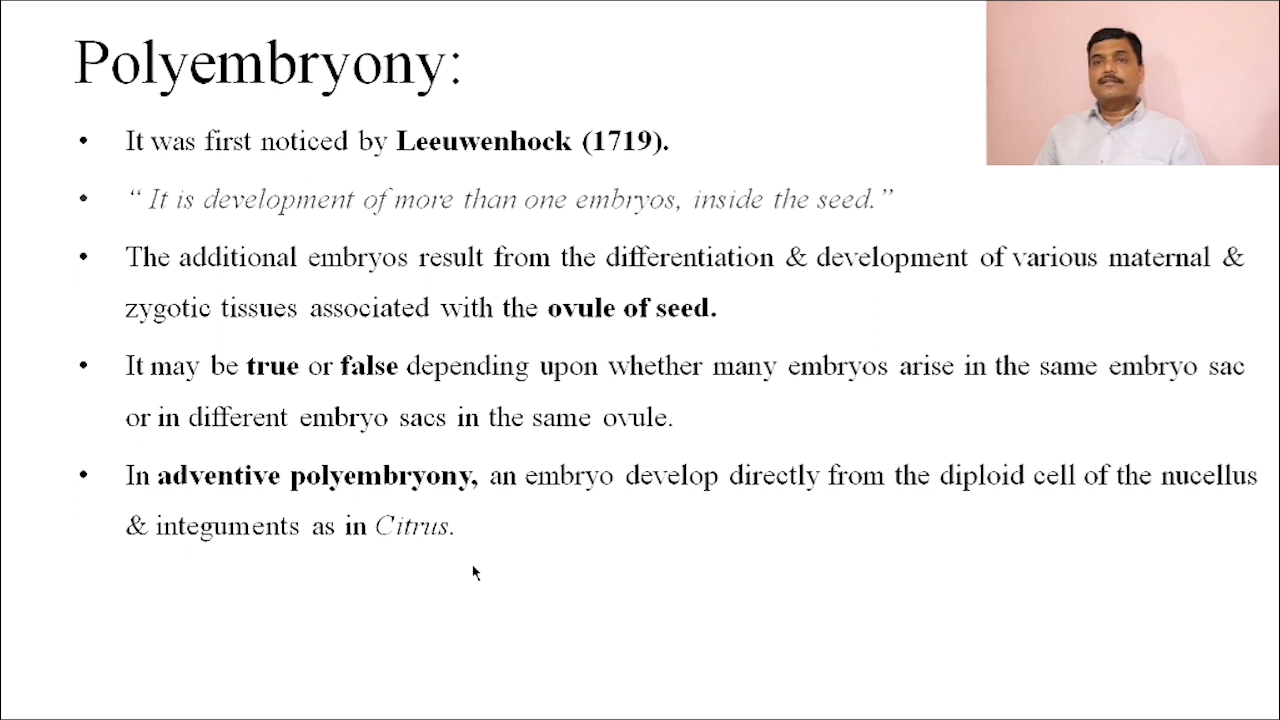 Polyembryony:
• It was first noticed by Leeuwenhock (1719).
• “ It is development of more than one embryos, inside the seed.”
• The additional embryos result from the differentiation & development of various maternal &
zygotic tissues associated with the ovule of seed.
• It may be true or false depending upon whether many embryos arise in the same embryo sac
or in different embryo sacs in the same ovule.
• In adventive polyembryony, an embryo develop directly from the diploid cell of the nucellus
& integuments as in Citrus.